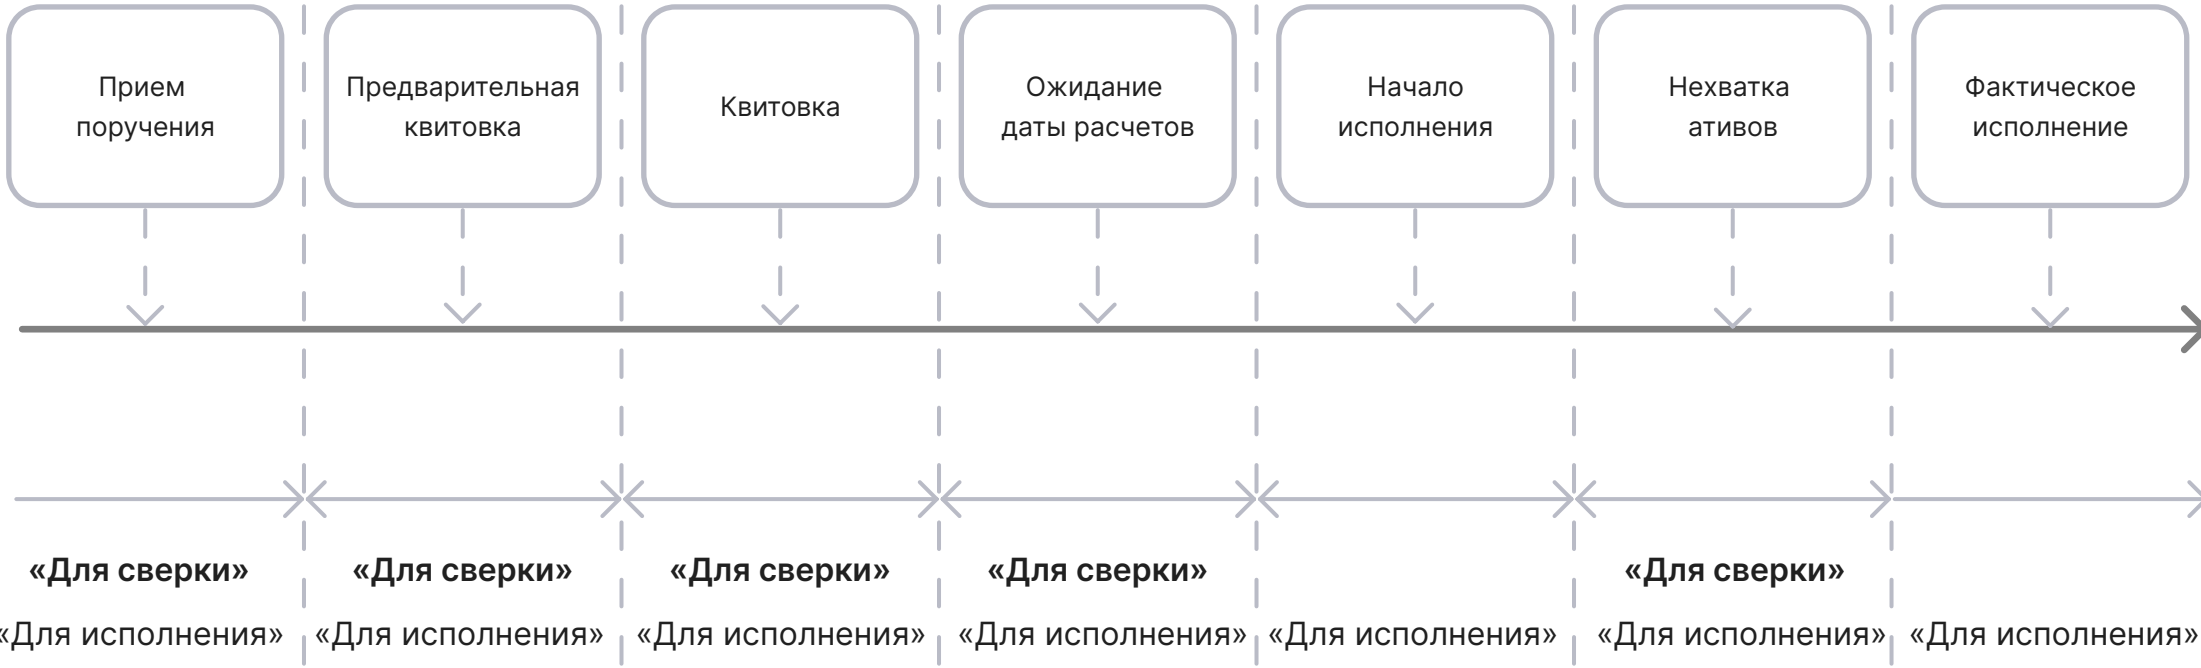 Прием
поручения
Предварительная
квитовка
Квитовка
Ожидание
даты расчетов
Начало
исполнения
Нехватка
ативов
Фактическое
исполнение
«Для сверки»
«Для сверки»
«Для сверки»
«Для сверки»
«Для сверки»
«Для исполнения»
«Для исполнения»
«Для исполнения»
«Для исполнения»
«Для исполнения»
«Для исполнения»
«Для исполнения»